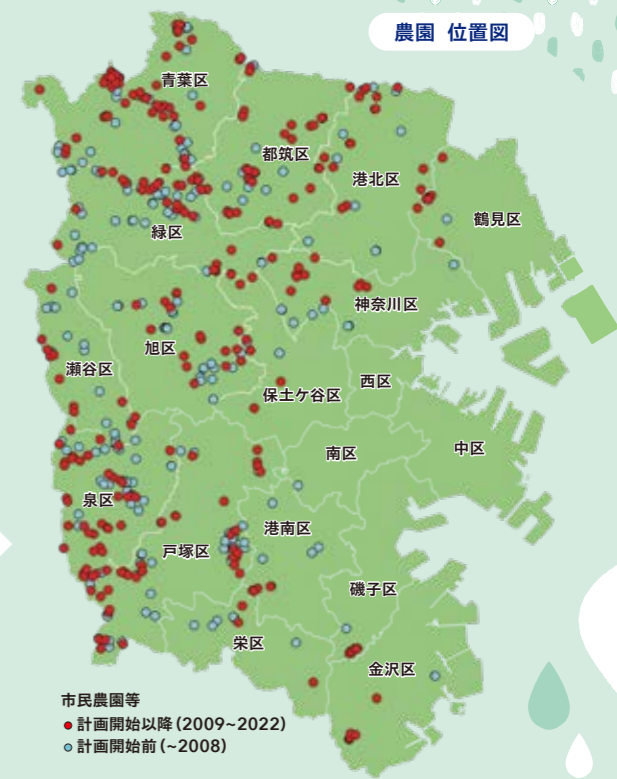 農園 位置図
青葉区
都筑区
港北区
鶴見区
緑区
神奈川区
旭区
瀬谷区
西区
保土ケ谷区
南区
中区
泉区
港南区
戸塚区
磯子区
栄区
金沢区
市民農園等
計画開始以降(2009~2022)
計画開始前(~2008)